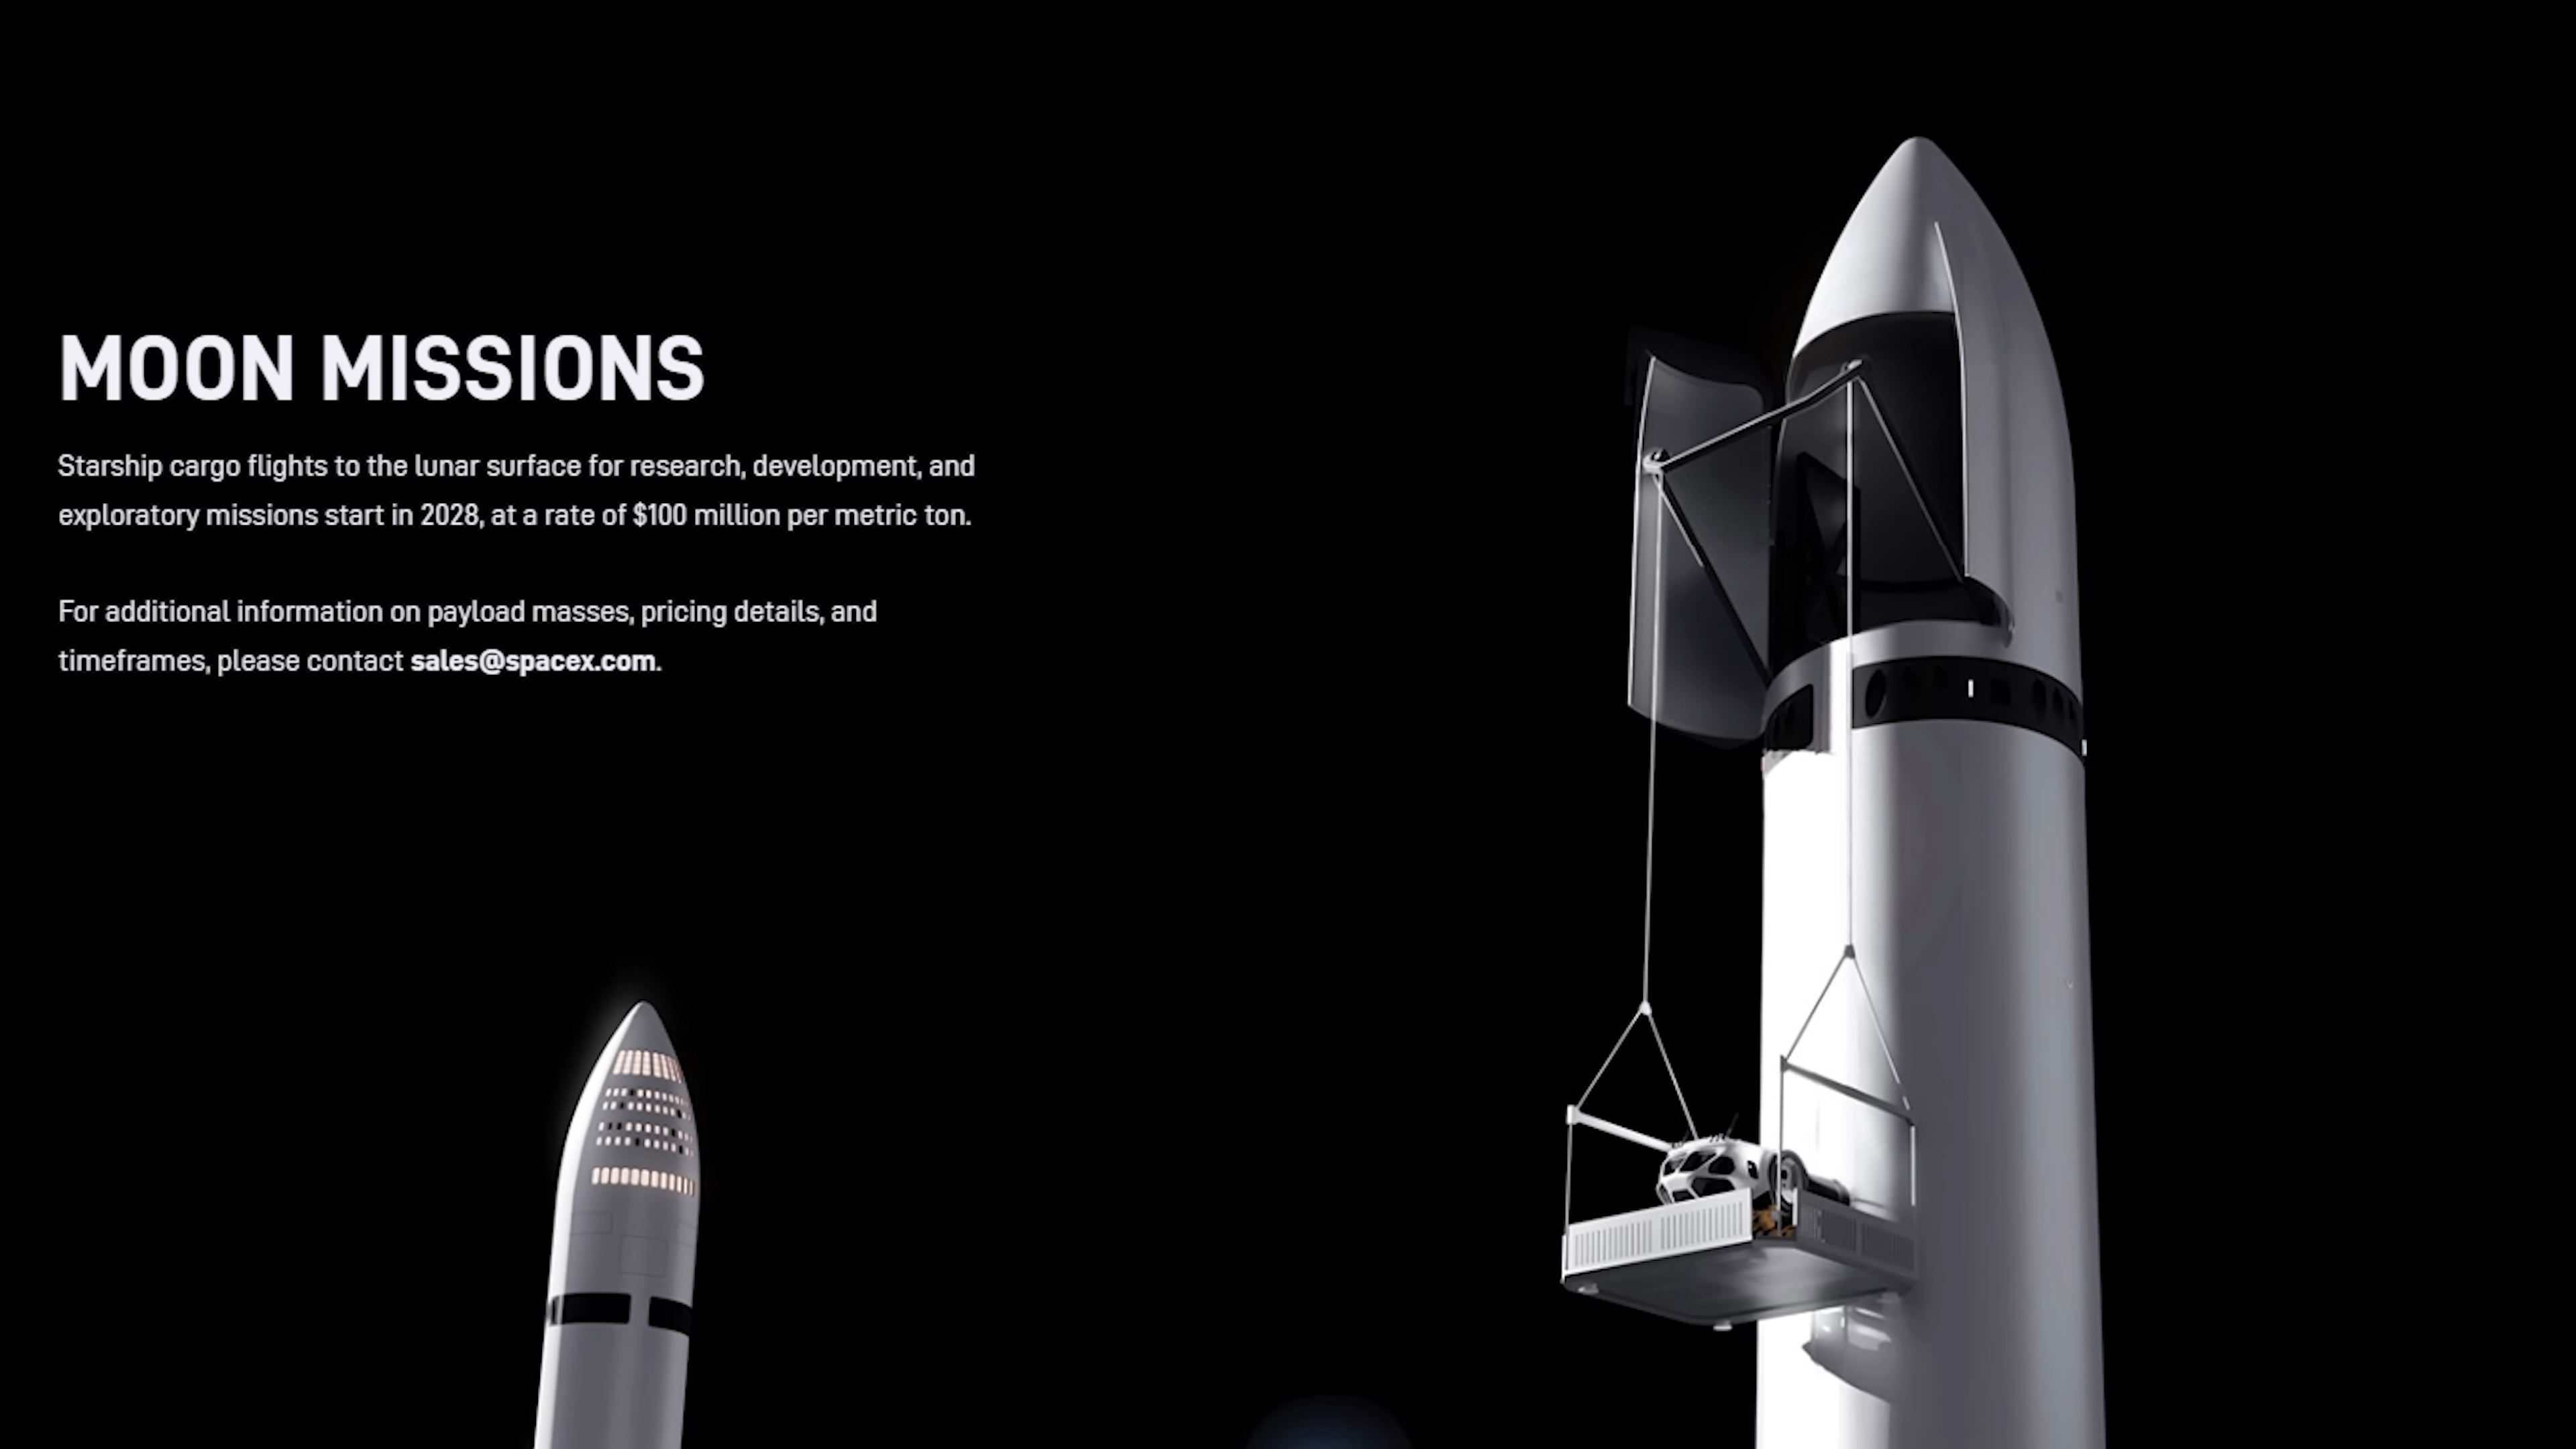 MOON MISSIONS
Starship cargo flights to the lunar surface for research, development, and
exploratory missions start in 2028, at a rate of $100 million per metric ton.
For additional information on payload masses, pricing details, and
timeframes, please contact sales@spacex.com.